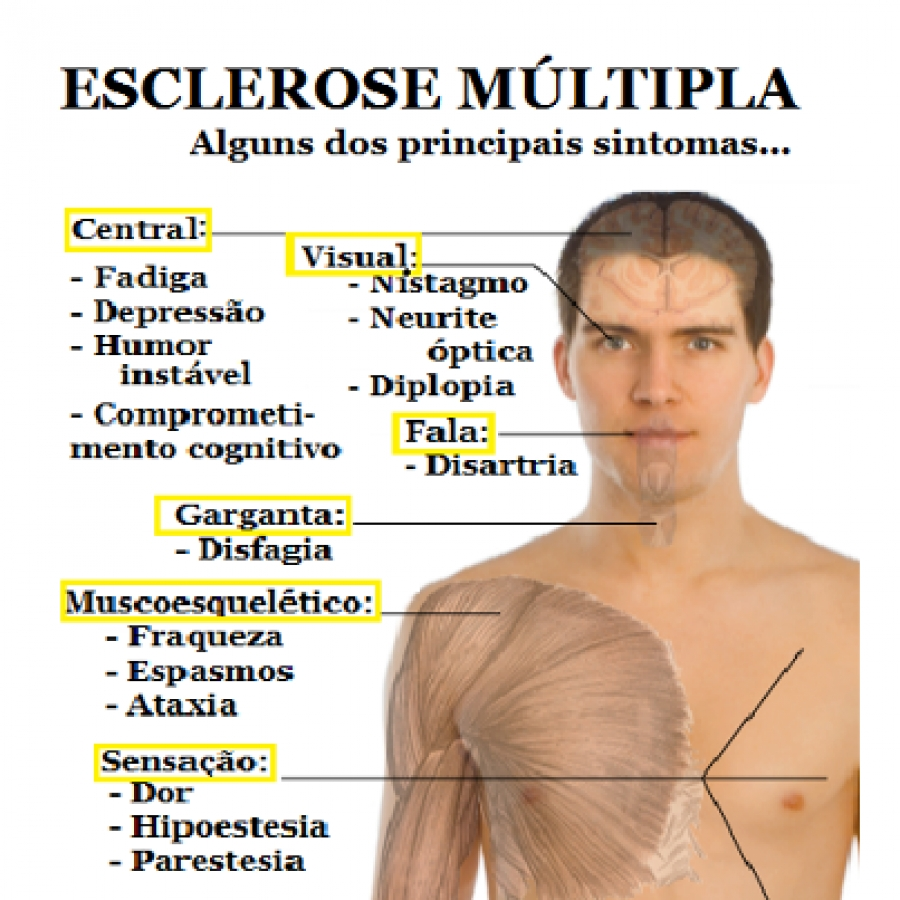 ESCLEROSE MÚLTIPLA
Alguns dos principais sintomas...
Central:
- Fadiga
- Depressão
- Humor
instável
- Comprometi-
mento cognitivo
Visual:
- Nistagmo
- Neurite
óptica
- Diplopia
Fala:
- Disartria
Garganta:
- Disfagia
Muscoesquelético:
- Fraqueza
- Espasmos
- Ataxia
Sensação:
- Dor
- Hipoestesia
- Parestesia